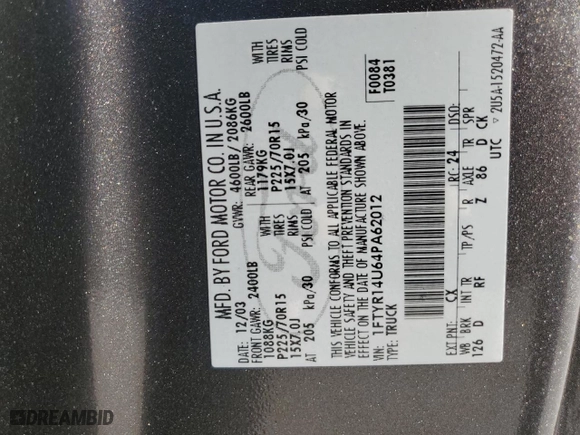 MFD. BY FORD MOTOR CO. IN U.S.A.
DATE: 12/03 GVWR: 4600LB / 2086KG
FRONT GAWR: 2400LB REAR GAWR: 2600LB
1088KG 1179KG WITH
P225/70R15 P225/70R15 TIRES
15X7.0J 15X7.0J RIMS
AT 205 kPa/30 PSI COLD AT 205 kPa/30 PSI COLD
THIS VEHICLE CONFORMS TO ALL APPLICABLE FEDERAL MOTOR
VEHICLE SAFETY AND THEFT PREVENTION STANDARDS IN
EFFECT ON THE DATE OF MANUFACTURE SHOWN ABOVE.
VIN: 1FTYR14U64PA62012 F0084
TYPE: TRUCK T0381
EXT PNT: CX RC: 24 DSO:
WB BRK INT TR TP/PS R AXLE TR SPR
126 D RF Z 86 D CK
UTC ▽ 2U5A-1520472-AA
Ford
WITH
TIRES
RIMS
DREAMBID